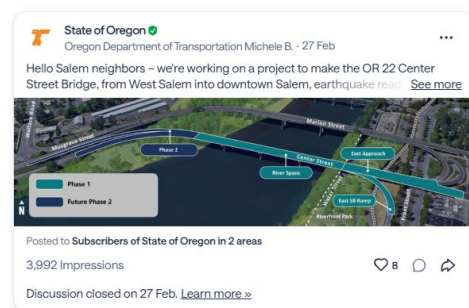 State of Oregon
Oregon Department of Transportation Michele B. · 27 Feb
Hello Salem neighbors – we're working on a project to make the OR 22 Center
Street Bridge, from West Salem into downtown Salem, earthquake read See more
Musgrave Street
Marion Street
Phase 2
Center Street
East Approach
River Spans
Phase 1
Future Phase 2
Water Street
East SB Ramp
Riverfront Park
N
Posted to Subscribers of State of Oregon in 2 areas
3,992 Impressions
8
Discussion closed on 27 Feb. Learn more »